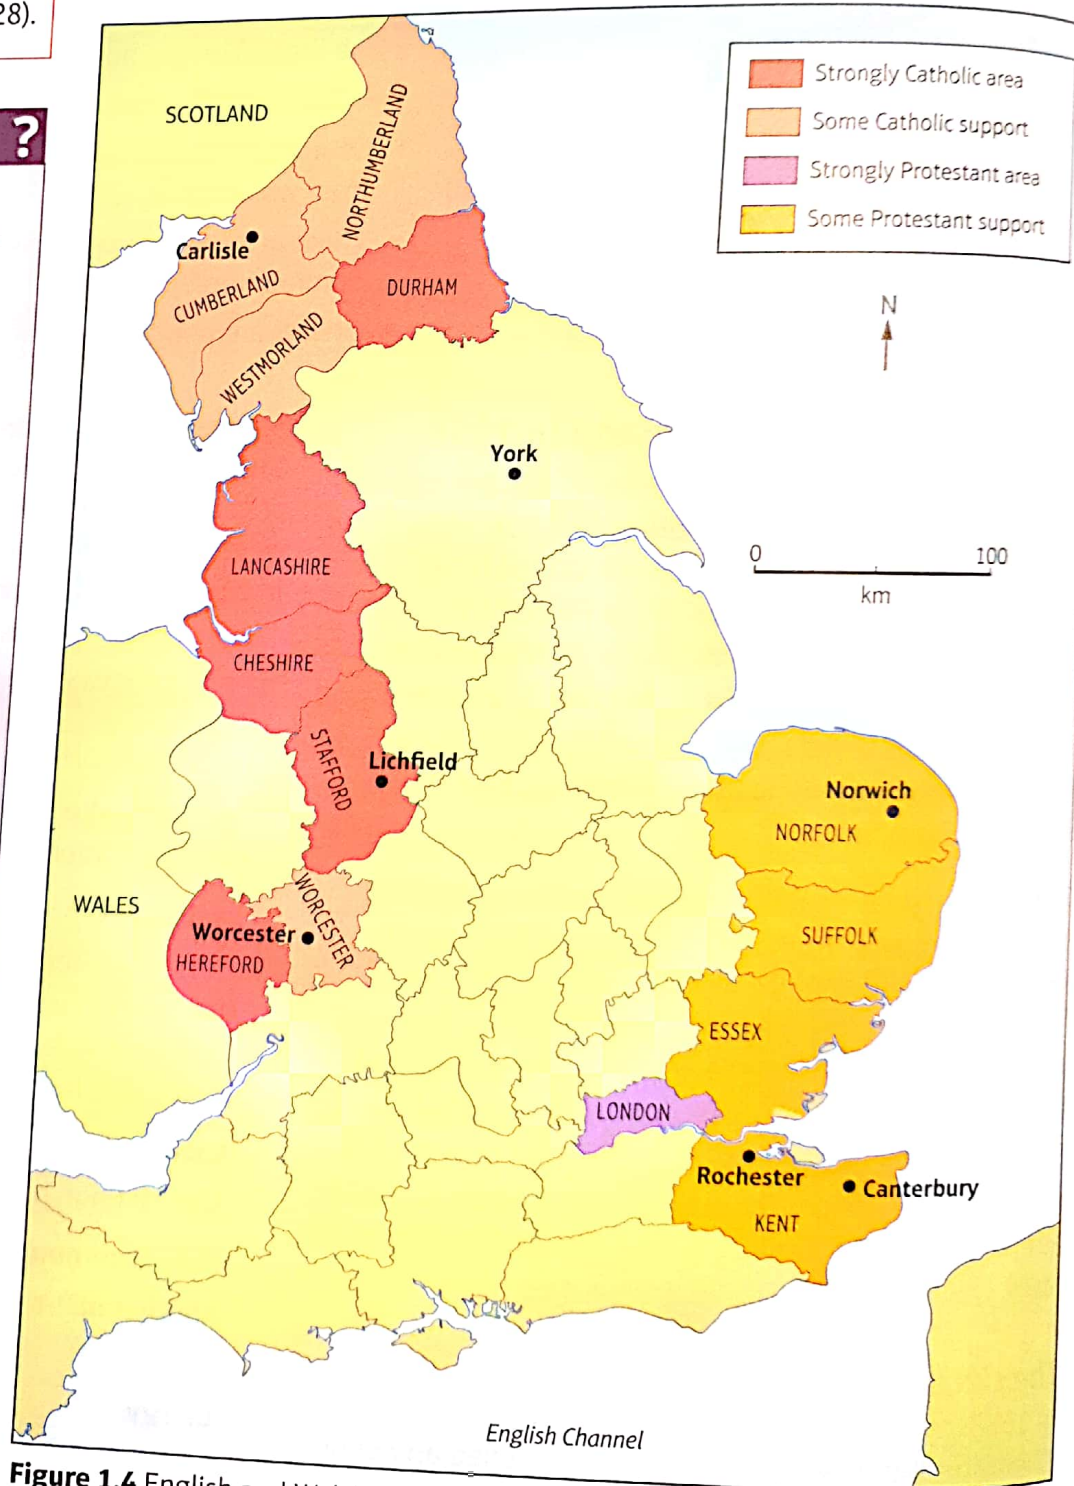 28).
?
Strongly Catholic area
Some Catholic support
Strongly Protestant area
Some Protestant support
SCOTLAND
NORTHUMBERLAND
Carlisle
CUMBERLAND
DURHAM
WESTMORLAND
N
York
0 100
km
LANCASHIRE
CHESHIRE
STAFFORD
Lichfield
Norwich
NORFOLK
WALES
WORCESTER
Worcester
HEREFORD
SUFFOLK
ESSEX
LONDON
Rochester
Canterbury
KENT
English Channel
Figure 1.4 English